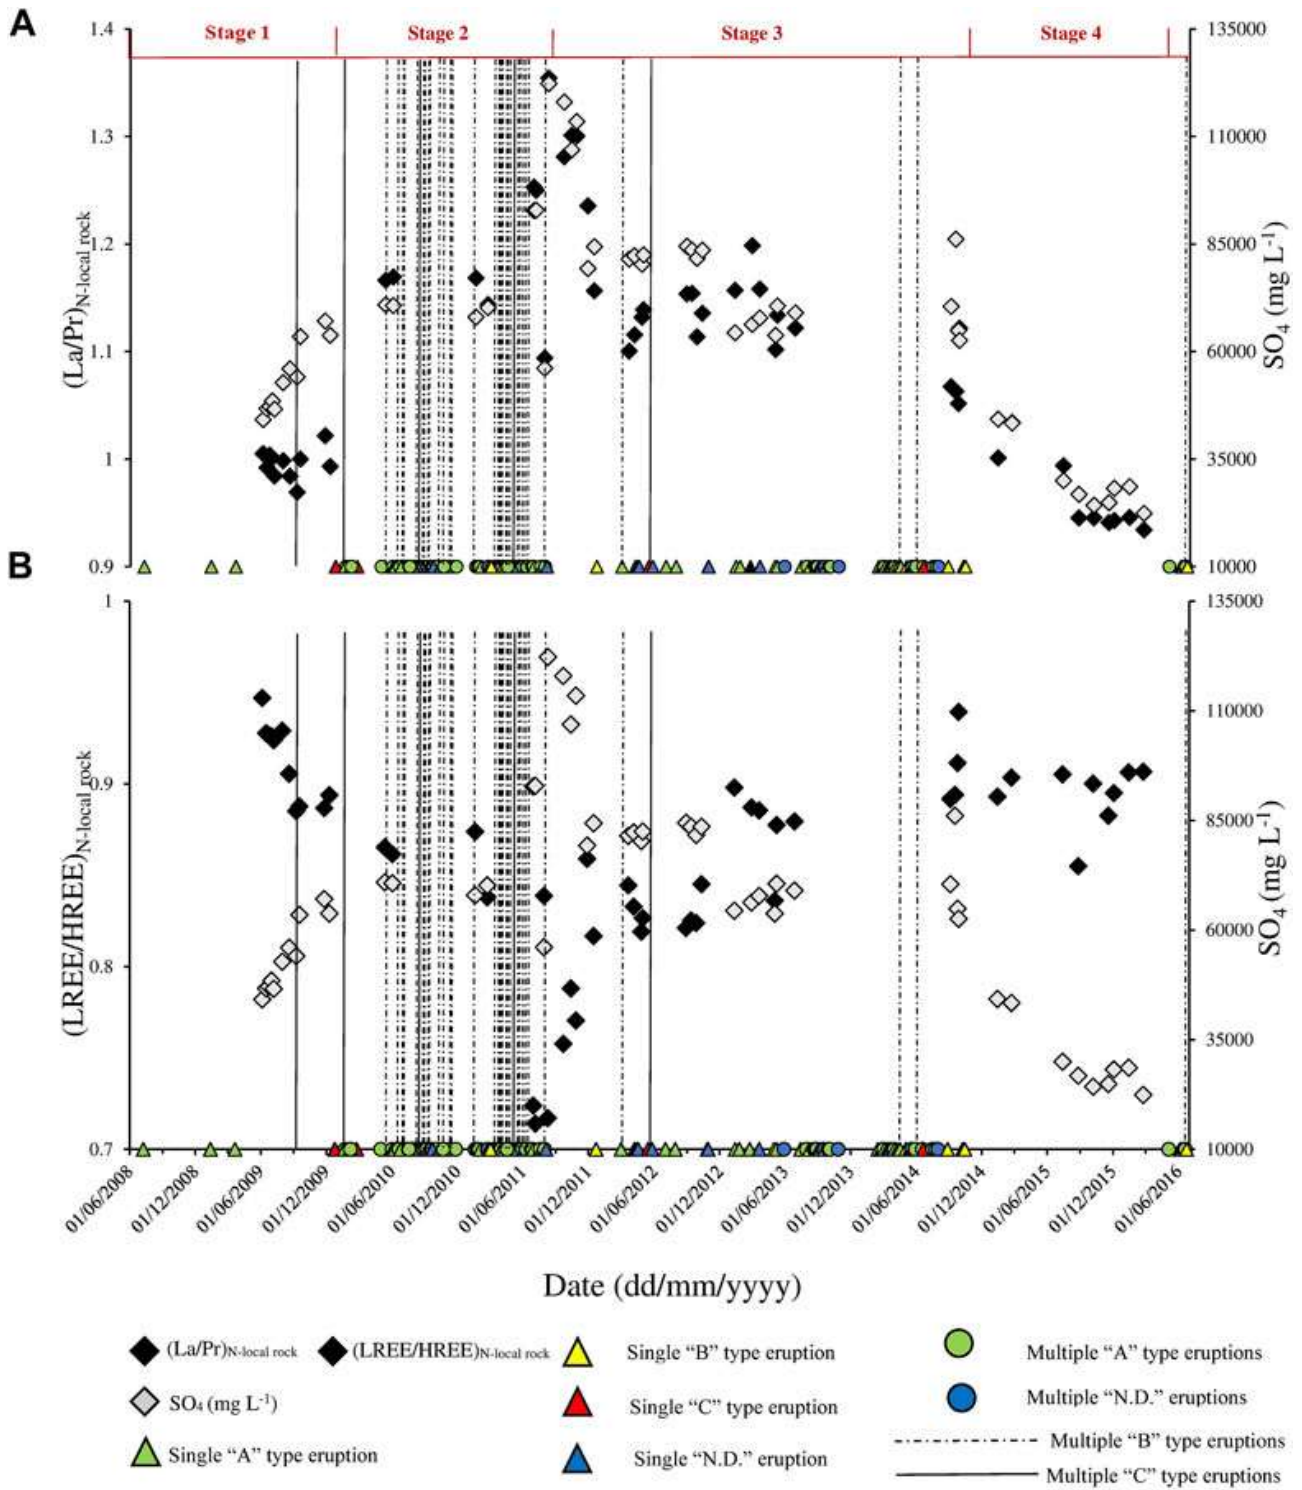 A
Stage 1 Stage 2 Stage 3 Stage 4
1.4
1.3
1.2
1.1
1
0.9
(La/Pr)N-local rock
135000
110000
85000
60000
35000
10000
SO4 (mg L-1)
B
1
0.9
0.8
0.7
(LREE/HREE)N-local rock
135000
110000
85000
60000
35000
10000
SO4 (mg L-1)
01/06/2008
01/12/2008
01/06/2009
01/12/2009
01/06/2010
01/12/2010
01/06/2011
01/12/2011
01/06/2012
01/12/2012
01/06/2013
01/12/2013
01/06/2014
01/12/2014
01/06/2015
01/12/2015
01/06/2016
Date (dd/mm/yyyy)
(La/Pr)N-local rock
(LREE/HREE)N-local rock
SO4 (mg L-1)
Single “A” type eruption
Single “B” type eruption
Single “C” type eruption
Single “N.D.” eruption
Multiple “A” type eruptions
Multiple “N.D.” eruptions
Multiple “B” type eruptions
Multiple “C” type eruptions